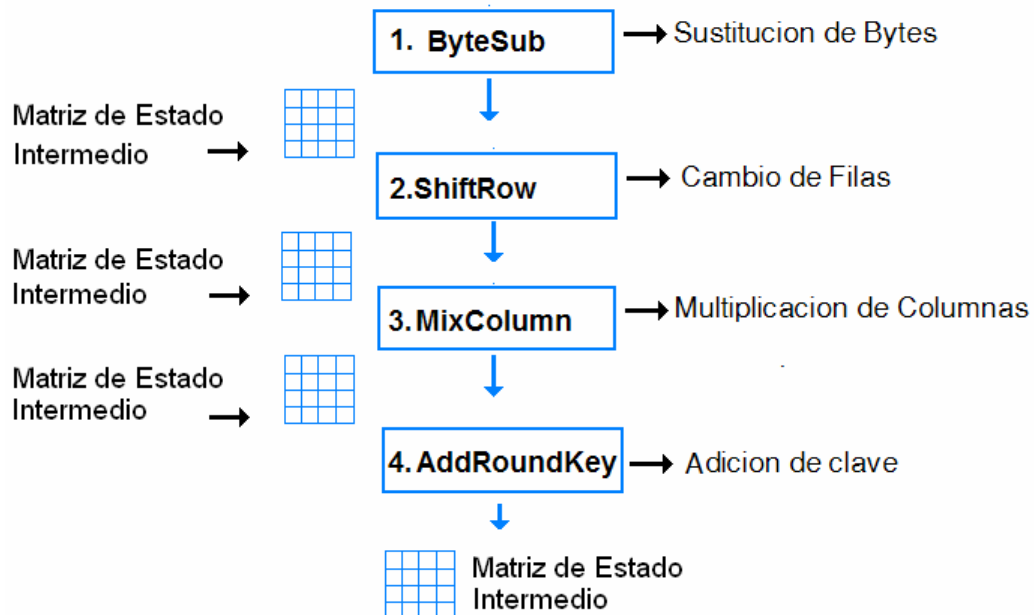 1. ByteSub
Sustitucion de Bytes
Matriz de Estado
Intermedio
2.ShiftRow
Cambio de Filas
Matriz de Estado
Intermedio
3.MixColumn
Multiplicacion de Columnas
Matriz de Estado
Intermedio
4.AddRoundKey
Adicion de clave
Matriz de Estado
Intermedio